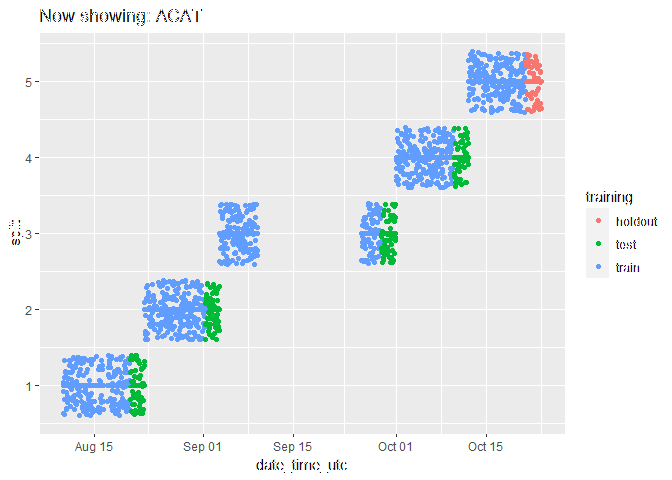 Now showing: ACAT
5
4
3
2
1
split
Aug 15
Sep 01
Sep 15
Oct 01
Oct 15
date_time_utc
training
holdout
test
train